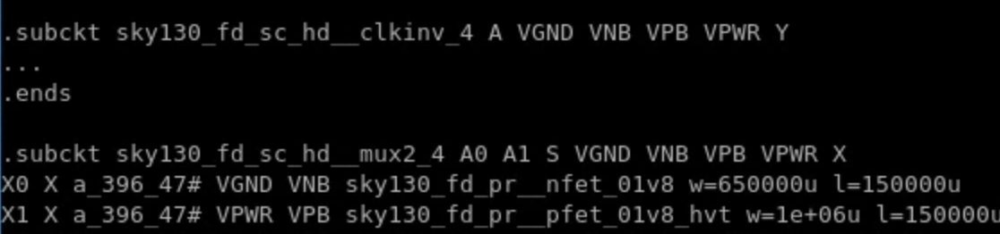 .subckt sky130_fd_sc_hd__clkinv_4 A VGND VNB VPB VPWR Y
...
.ends
.subckt sky130_fd_sc_hd__mux2_4 A0 A1 S VGND VNB VPB VPWR X
X0 X a_396_47# VGND VNB sky130_fd_pr__nfet_01v8 w=650000u l=150000u
X1 X a_396_47# VPWR VPB sky130_fd_pr__pfet_01v8_hvt w=1e+06u l=150000u